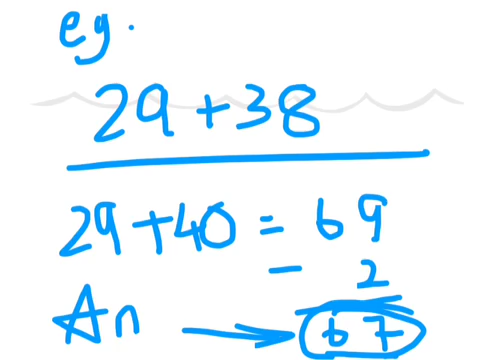 eg.
29+38
29+40 = 69
- 2
An → 67